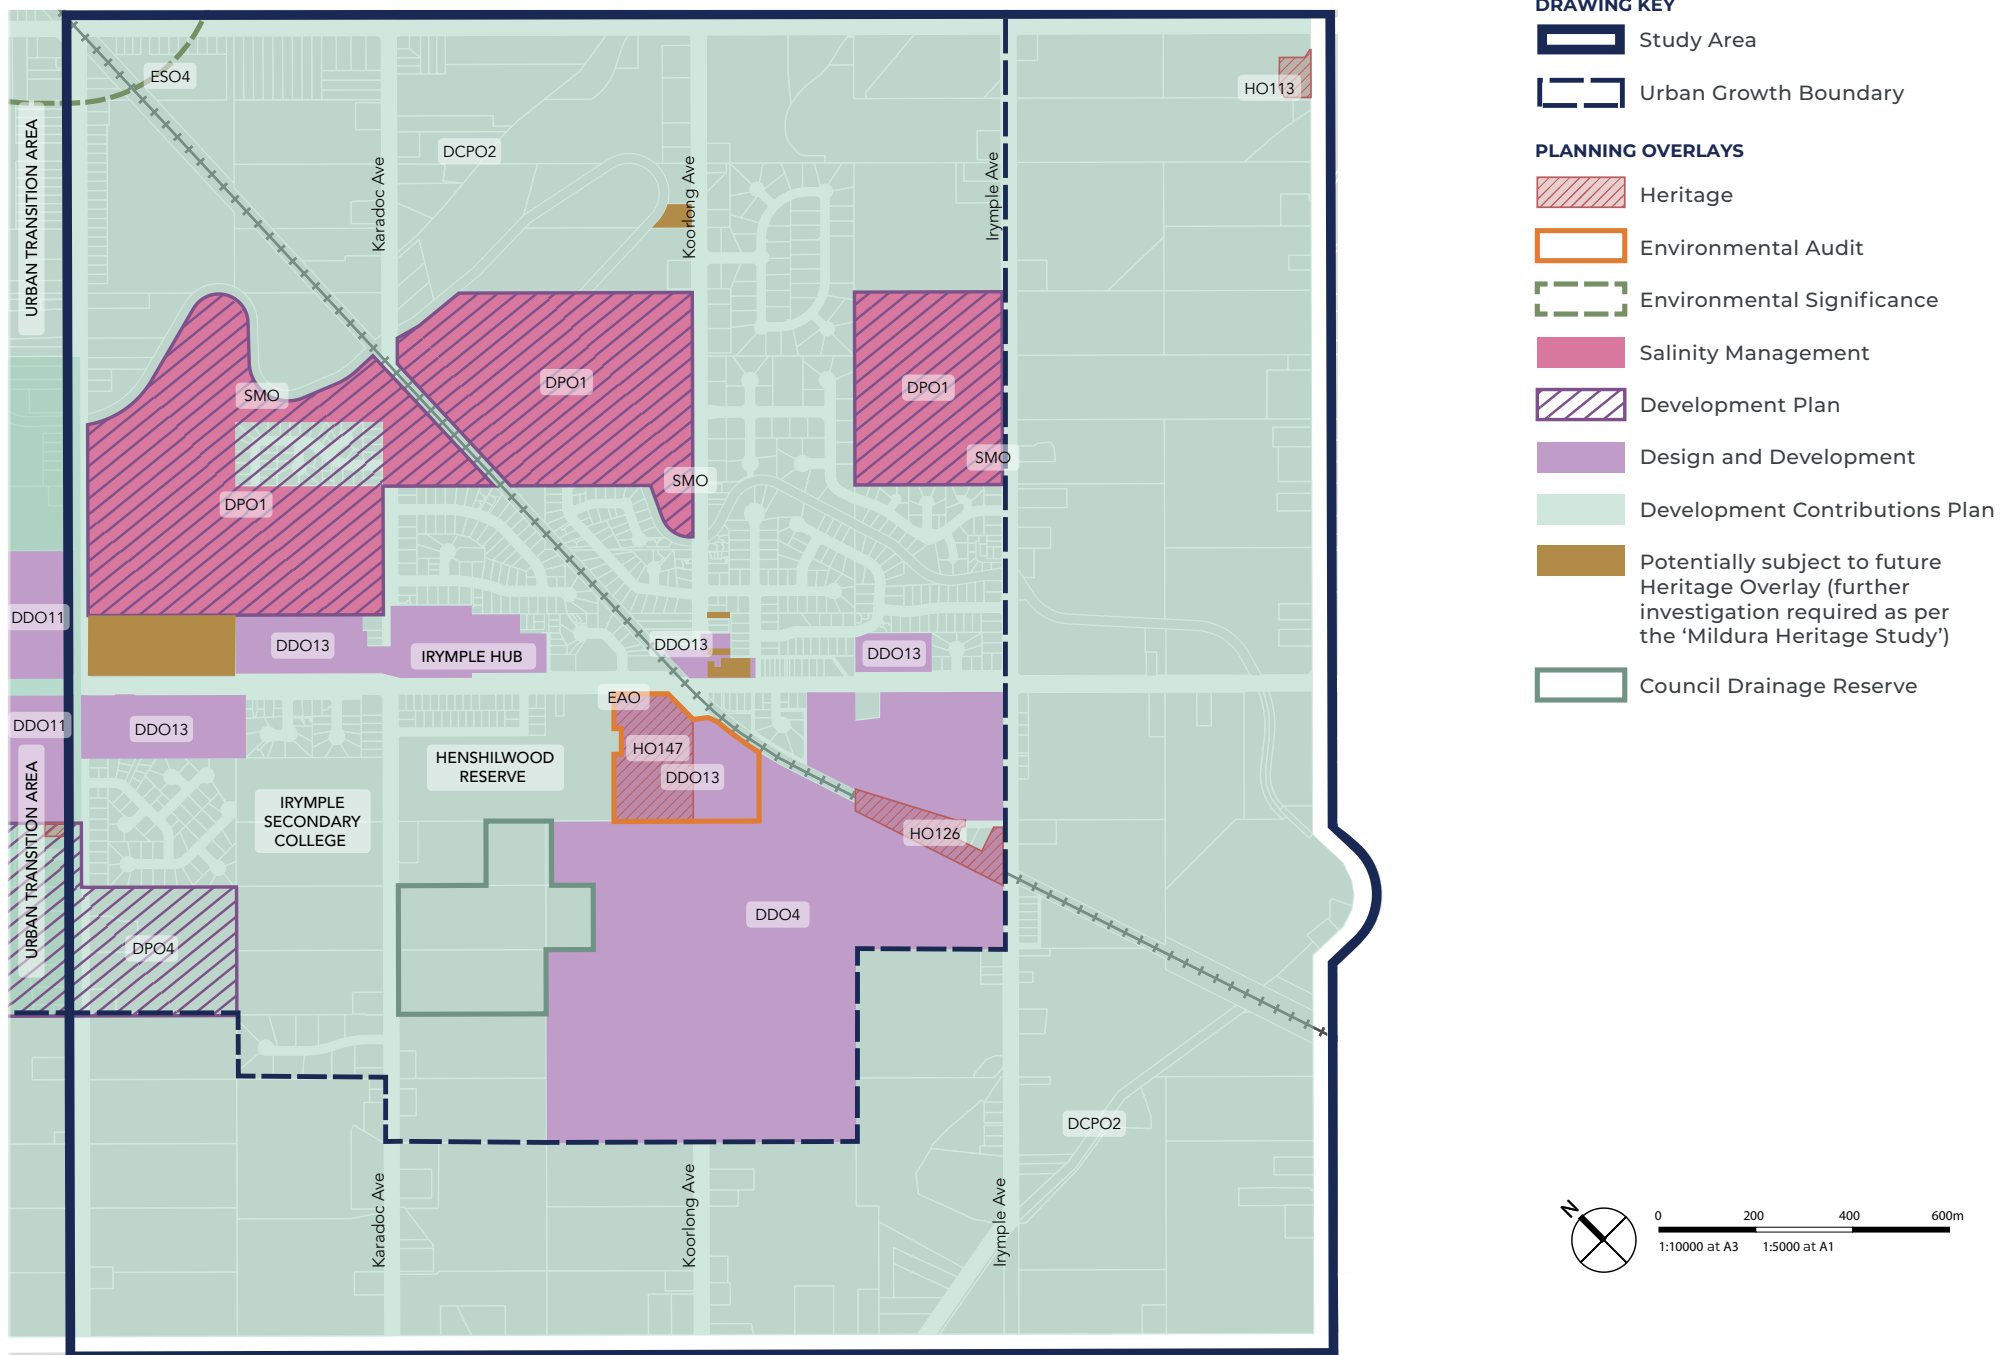 DRAWING KEY
Study Area
Urban Growth Boundary
PLANNING OVERLAYS
Heritage
Environmental Audit
Environmental Significance
Salinity Management
Development Plan
Design and Development
Development Contributions Plan
Potentially subject to future
Heritage Overlay (further
investigation required as per
the ‘Mildura Heritage Study’)
Council Drainage Reserve
ESO4
HO113
URBAN TRANSITION AREA
DCPO2
Karadoc Ave
Koorlong Ave
Irymple Ave
SMO
DPO1
DPO1
SMO
SMO
DPO1
DDO11
DDO13
IRYMPLE HUB
DDO13
DDO13
EAO
DDO11
DDO13
HENSHILWOOD
RESERVE
HO147
DDO13
URBAN TRANSITION AREA
IRYMPLE
SECONDARY
COLLEGE
HO126
DDO4
DPO4
DCPO2
Karadoc Ave
Koorlong Ave
Irymple Ave
N
0 200 400 600m
1:10000 at A3 1:5000 at A1